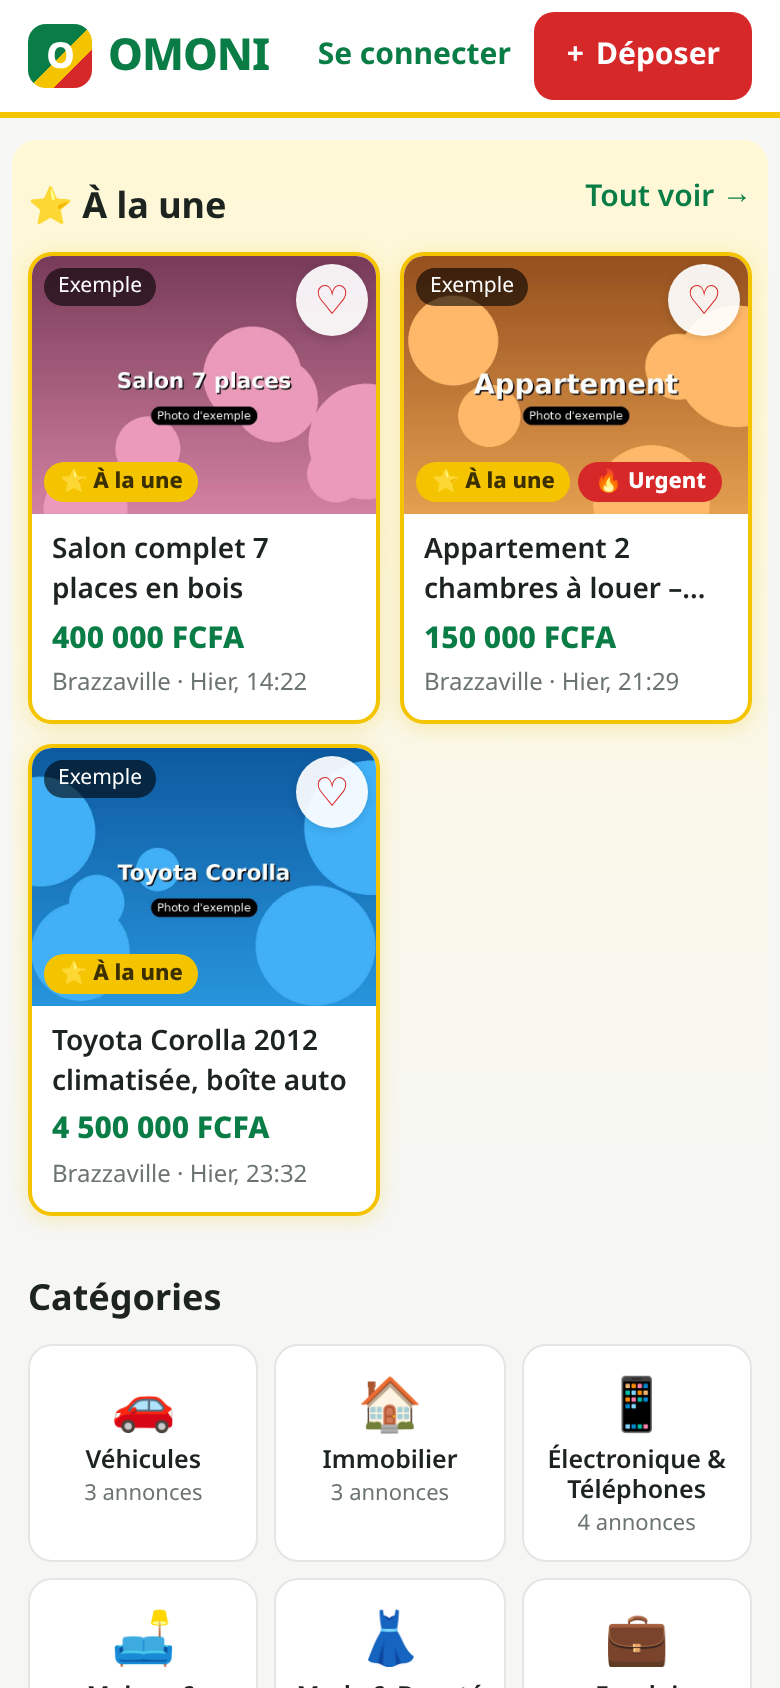 O OMONI Se connecter + Déposer
⭐ À la une Tout voir →
Exemple ♡
Salon 7 places
Photo d'exemple
⭐ À la une
Salon complet 7
places en bois
400 000 FCFA
Brazzaville · Hier, 14:22
Exemple ♡
Appartement
Photo d'exemple
⭐ À la une 🔥 Urgent
Appartement 2
chambres à louer –...
150 000 FCFA
Brazzaville · Hier, 21:29
Exemple ♡
Toyota Corolla
Photo d'exemple
⭐ À la une
Toyota Corolla 2012
climatisée, boîte auto
4 500 000 FCFA
Brazzaville · Hier, 23:32
Catégories
Véhicules
3 annonces
Immobilier
3 annonces
Électronique &
Téléphones
4 annonces